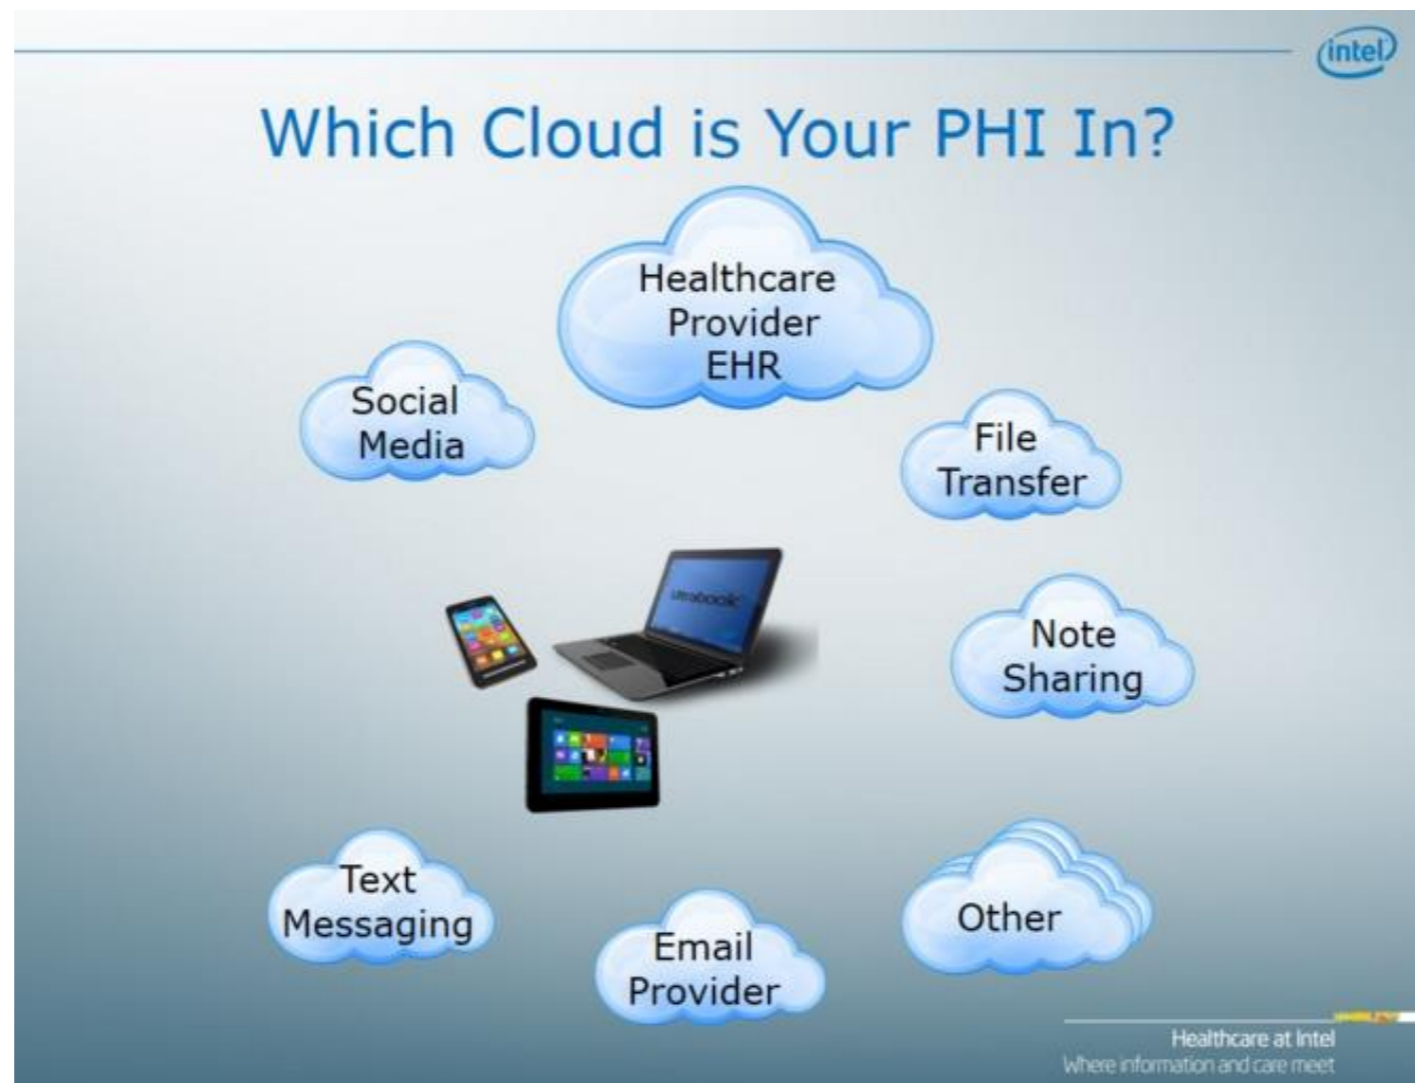 intel
Which Cloud is Your PHI In?
Healthcare
Provider
EHR
Social
Media
File
Transfer
Ultrabook
Note
Sharing
Text
Messaging
Email
Provider
Other
Healthcare at Intel
Where information and care meet